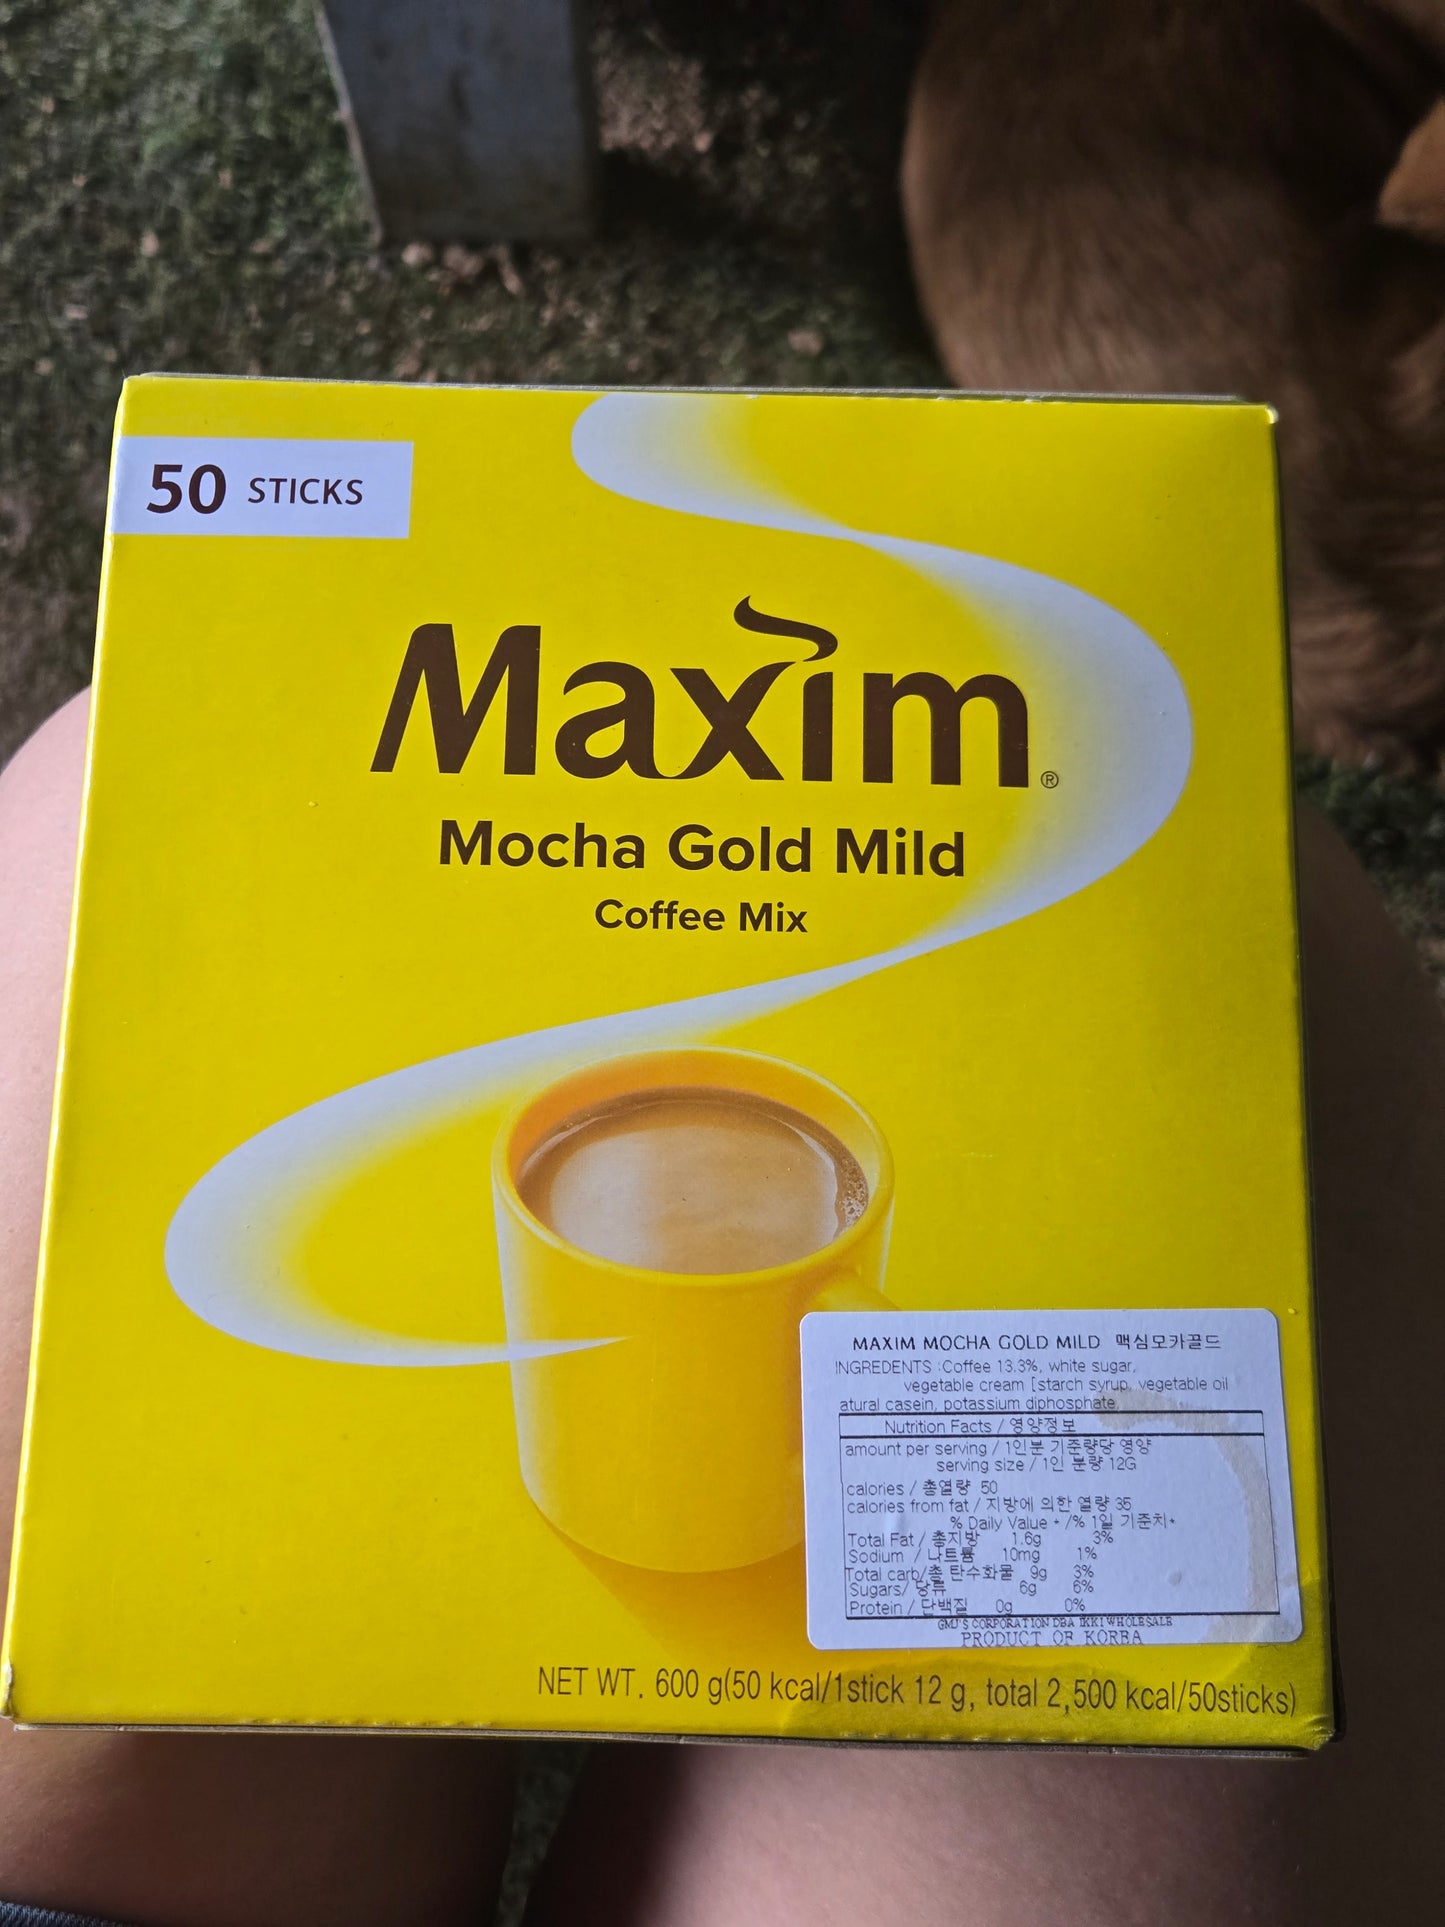 50 STICKS
Maxim®
Mocha Gold Mild
Coffee Mix
MAXIM MOCHA GOLD MILD 맥심모카골드
INGREDENTS :Coffee 13.3%, white sugar,
vegetable cream [starch syrup, vegetable oil
atural casein, potassium diphosphate
Nutrition Facts / 영양정보
amount per serving / 1인분 기준량당 영양
serving size / 1인 분량 12G
calories / 총열량 50
calories from fat / 지방에 의한 열량 35
% Daily Value * /% 1일 기준치*
Total Fat / 총지방 1.6g 3%
Sodium / 나트륨 10mg 1%
Total carb/총 탄수화물 9g 3%
Sugars/ 당류 6g 6%
Protein / 단백질 0g 0%
GMJ'S CORPORATION DBA IKKI WHOLESALE
PRODUCT OF KOREA
NET WT. 600 g(50 kcal/1stick 12 g, total 2,500 kcal/50sticks)